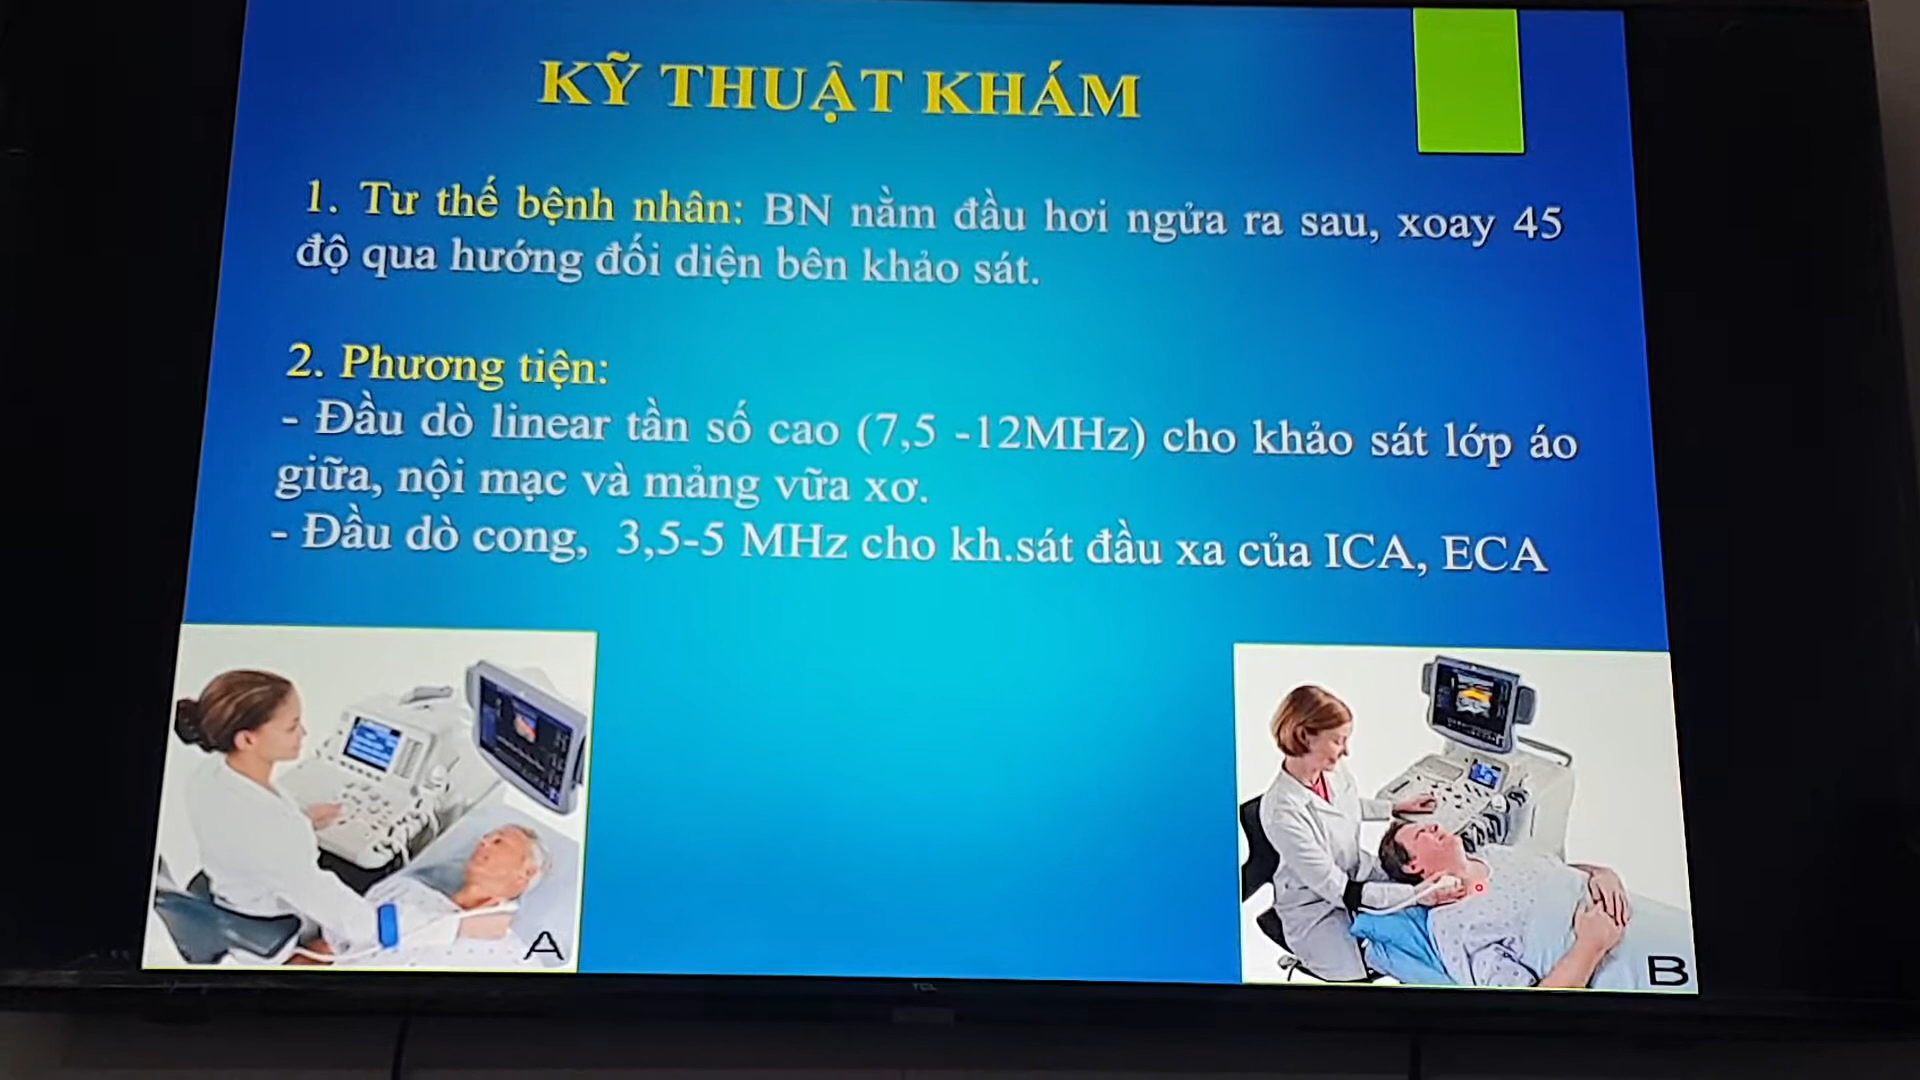 KỸ THUẬT KHÁM
1. Tư thế bệnh nhân: BN nằm đầu hơi ngửa ra sau, xoay 45
độ qua hướng đối diện bên khảo sát.
2. Phương tiện:
- Đầu dò linear tần số cao (7,5 -12MHz) cho khảo sát lớp áo
giữa, nội mạc và mảng vữa xơ.
- Đầu dò cong, 3,5-5 MHz cho kh.sát đầu xa của ICA, ECA
A
B
TCL